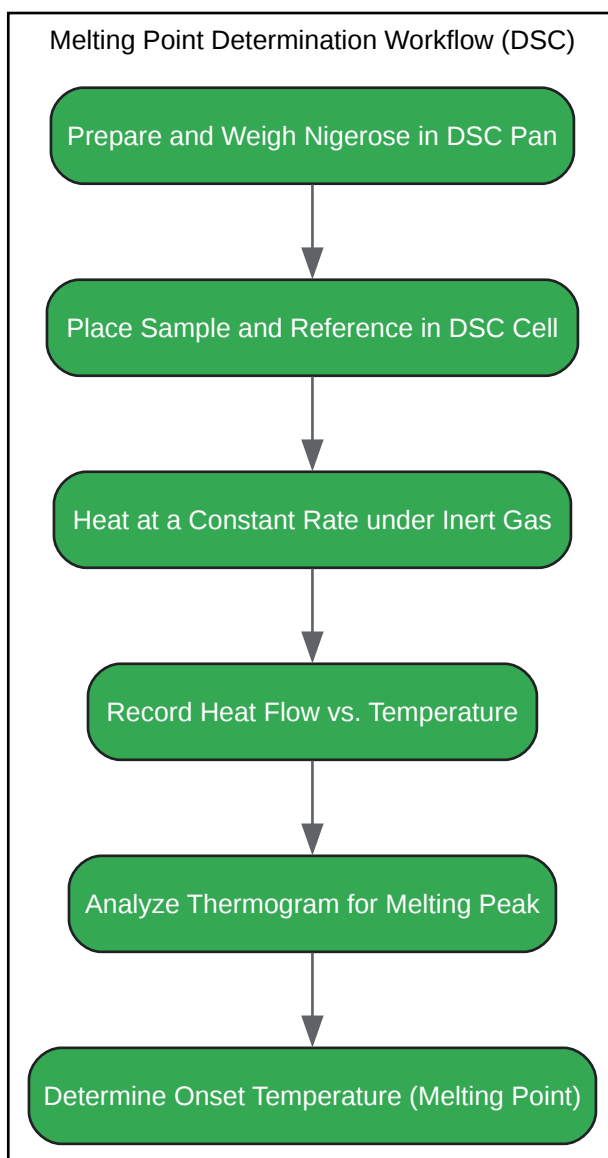 Melting Point Determination Workflow (DSC)
Prepare and Weigh Nigerose in DSC Pan
Place Sample and Reference in DSC Cell
Heat at a Constant Rate under Inert Gas
Record Heat Flow vs. Temperature
Analyze Thermogram for Melting Peak
Determine Onset Temperature (Melting Point)